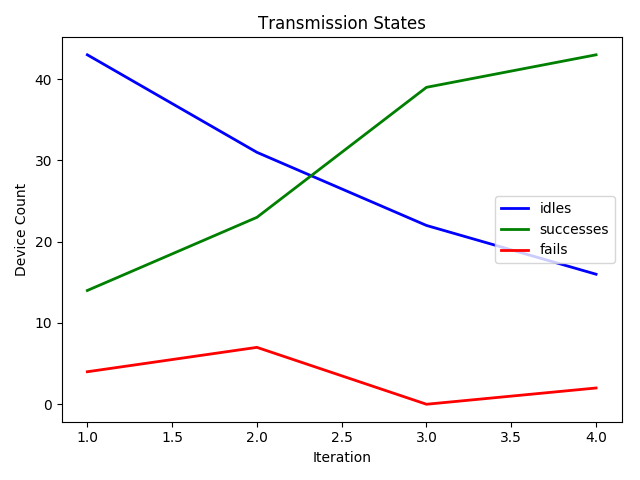 Transmission States
Device Count
40
30
20
10
0
idles
successes
fails
1.0 1.5 2.0 2.5 3.0 3.5 4.0
Iteration